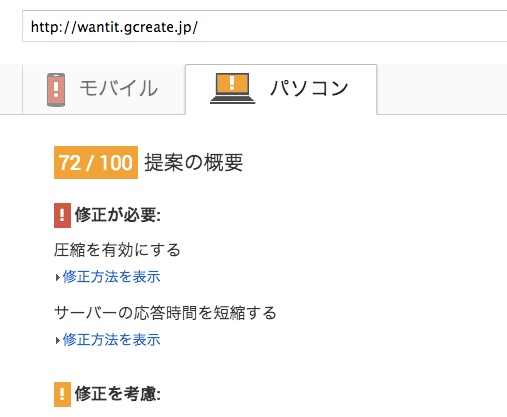 http://wantit.gcreate.jp/
モバイル パソコン
72 / 100 提案の概要
! 修正が必要:
圧縮を有効にする
修正方法を表示
サーバーの応答時間を短縮する
修正方法を表示
! 修正を考慮: